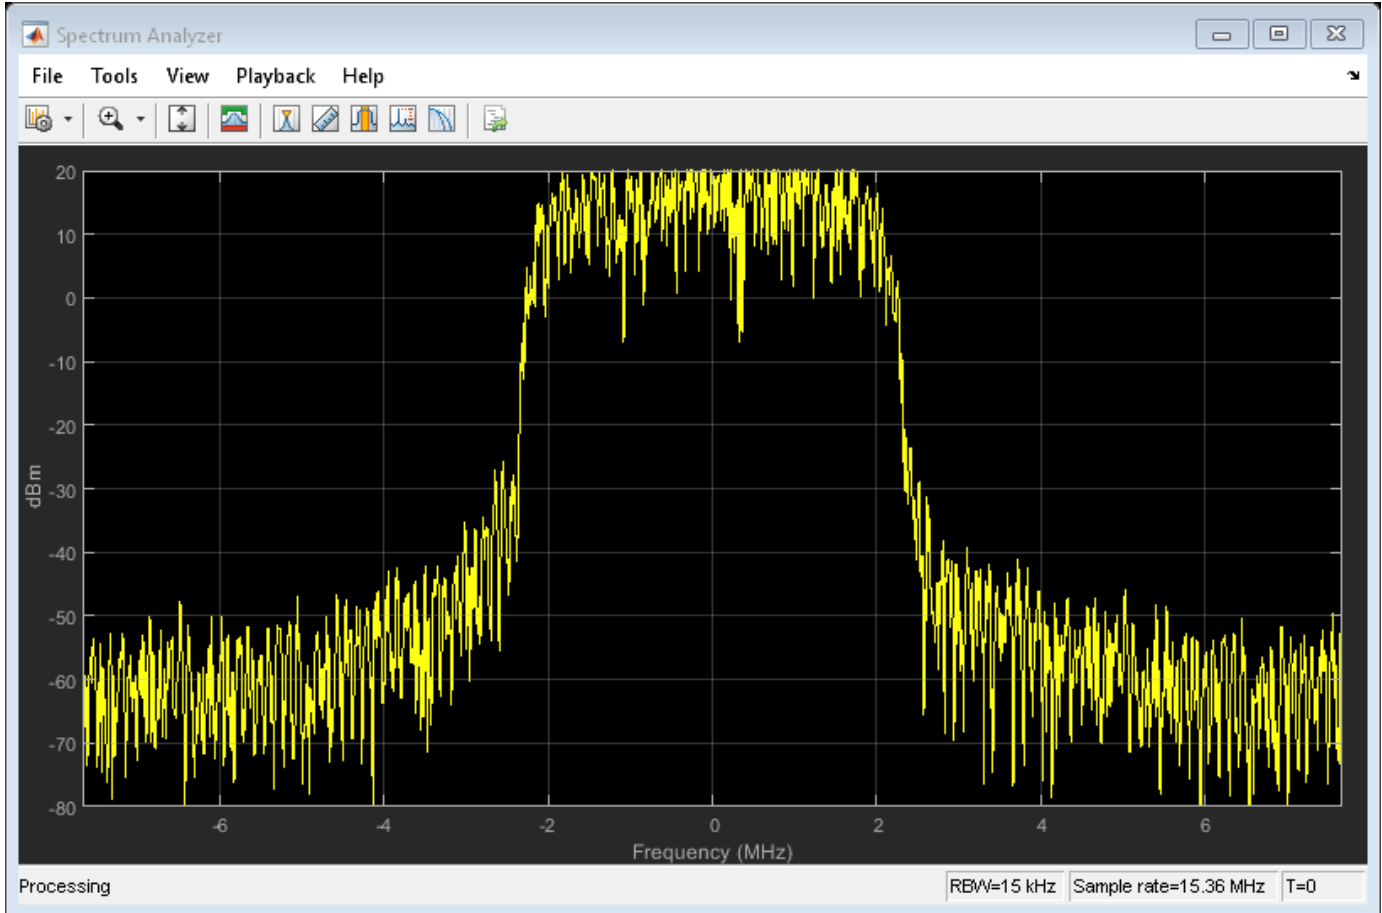 Spectrum Analyzer
File Tools View Playback Help
20
10
0
-10
-20
-30
-40
-50
-60
-70
-80
dBm
-6 -4 -2 0 2 4 6
Frequency (MHz)
Processing RBW=15 kHz Sample rate=15.36 MHz T=0